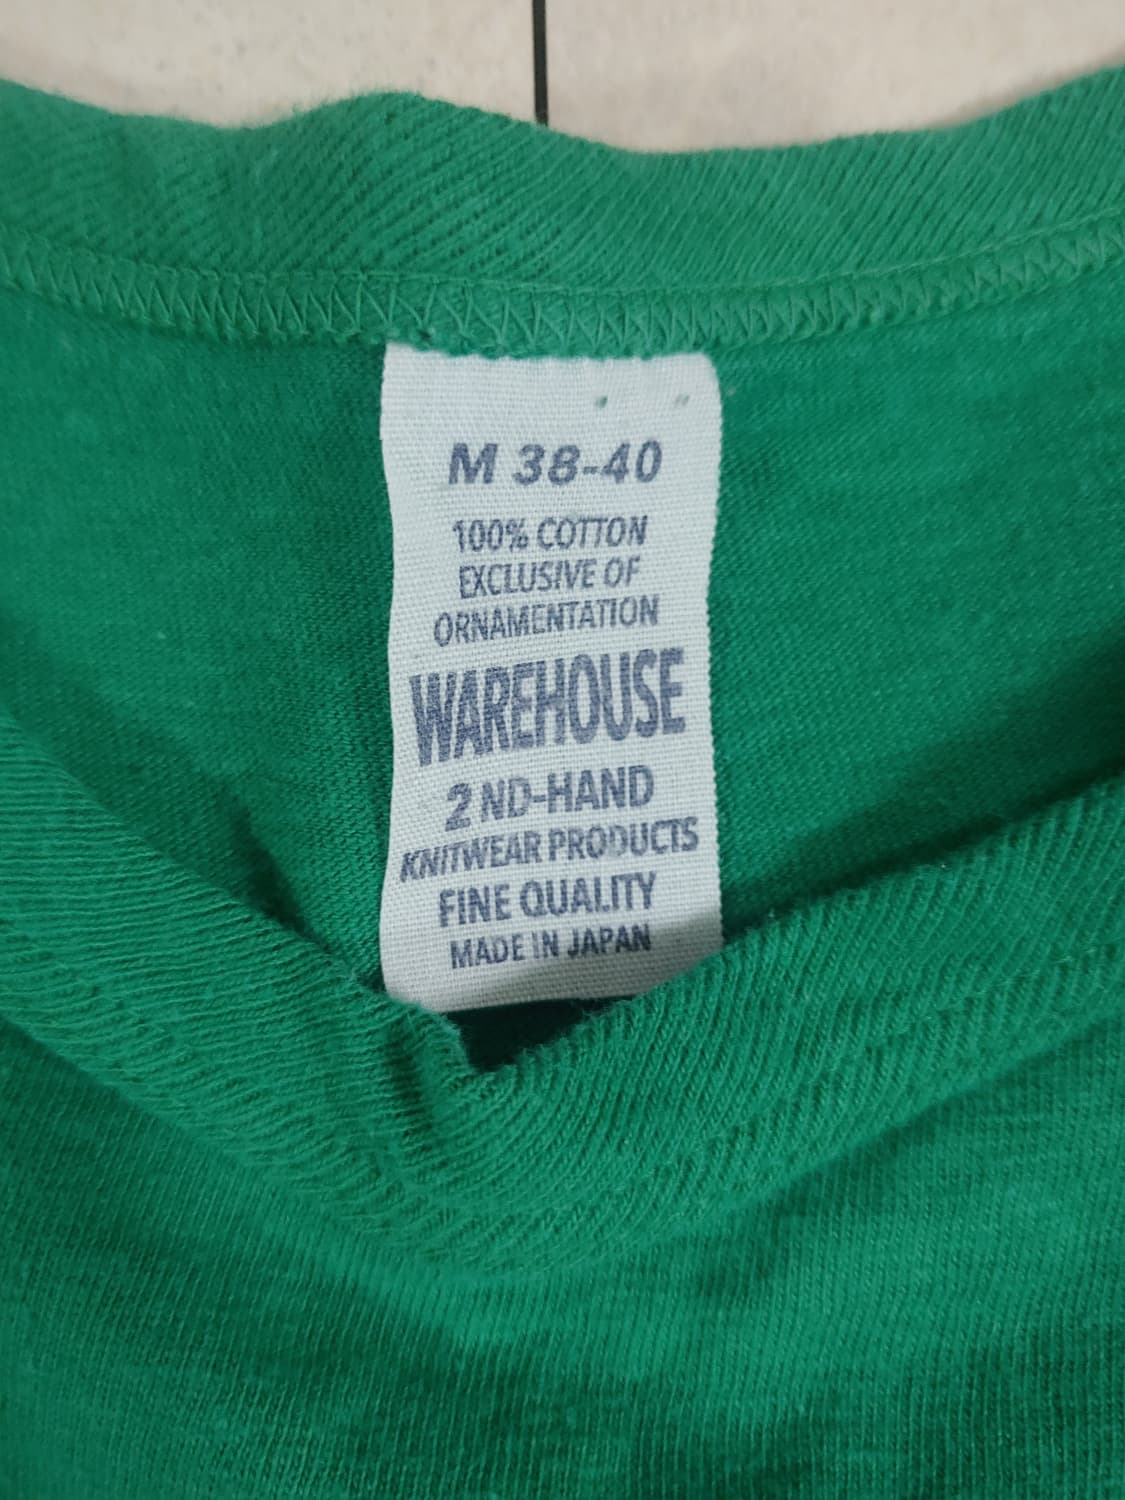 M 38-40
100% COTTON
EXCLUSIVE OF
ORNAMENTATION
WAREHOUSE
2 ND-HAND
KNITWEAR PRODUCTS
FINE QUALITY
MADE IN JAPAN